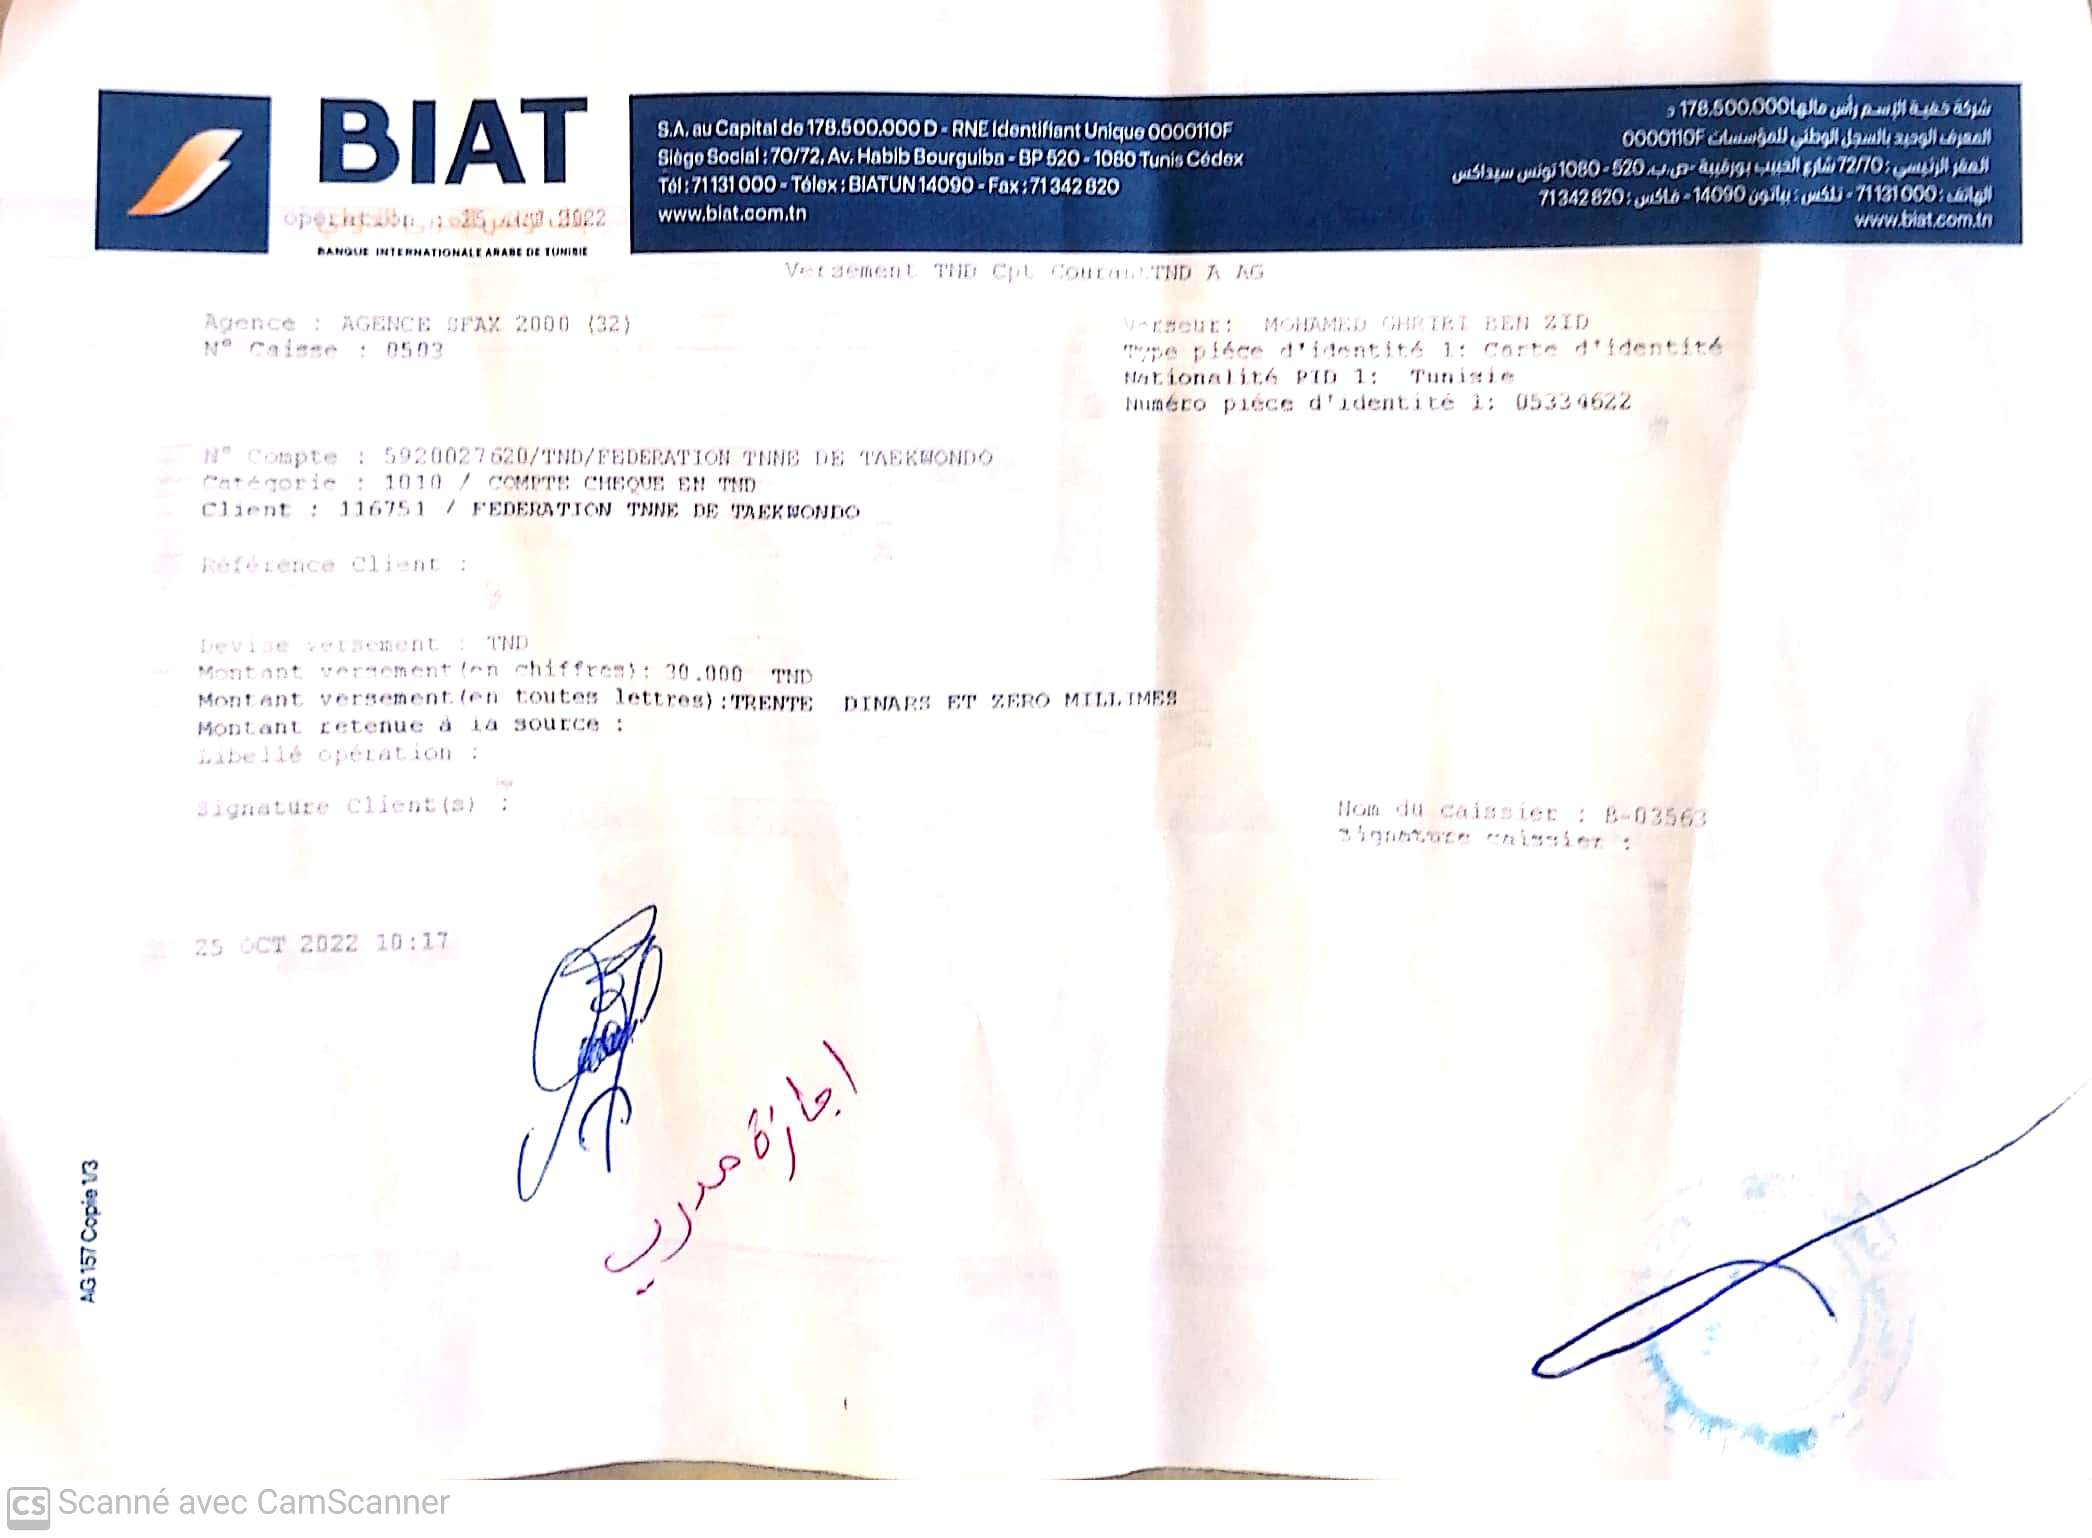 BIAT
BANQUE INTERNATIONALE ARABE DE TUNISIE
S.A. au Capital de 178.500.000 D - RNE Identifiant Unique 0000110F
Siège Social : 70/72, Av. Habib Bourguiba - BP 520 - 1080 Tunis Cédex
Tél : 71 131 000 - Télex : BIATUN 14090 - Fax : 71 342 820
www.biat.com.tn
شركة خفية الإسم رأس مالها 178.500.000 د
المعرف الوحيد بالسجل الوطني للمؤسسات 0000110F
المقر الرئيسي : 72/70 شارع الحبيب بورقيبة -ص.ب. 520 - 1080 تونس سيداكس
الهاتف : 71131 000 - تلكس : بياتون 14090 - فاكس : 71 342 820
www.biat.com.tn
Versement TND Cpt Courant TND A AG
Agence : AGENCE SFAX 2000 (32)
N° Caisse : 0503
Verseur: MOHAMED GHRIBI BEN ZID
Type piéce d'identité 1: Carte d'identité
Nationalité PID 1: Tunisie
Numéro piéce d'identité 1: 05334622
N° Compte : 5920027620/TND/FEDERATION TNNE DE TAEKWONDO
Catégorie : 1010 / COMPTE CHEQUE EN TND
Client : 116751 / FEDERATION TNNE DE TAEKWONDO
Référence Client :
Devise versement : TND
Montant versement(en chiffres): 30.000 TND
Montant versement(en toutes lettres):TRENTE DINARS ET ZERO MILLIMES
Montant retenue à la source :
Libellé opération :
Signature Client(s) :
Nom du caissier : B-03563
Signature caissier :
25 OCT 2022 10:17
اجازة مدرب
AG 157 Copie 1/3
CS Scanné avec CamScanner